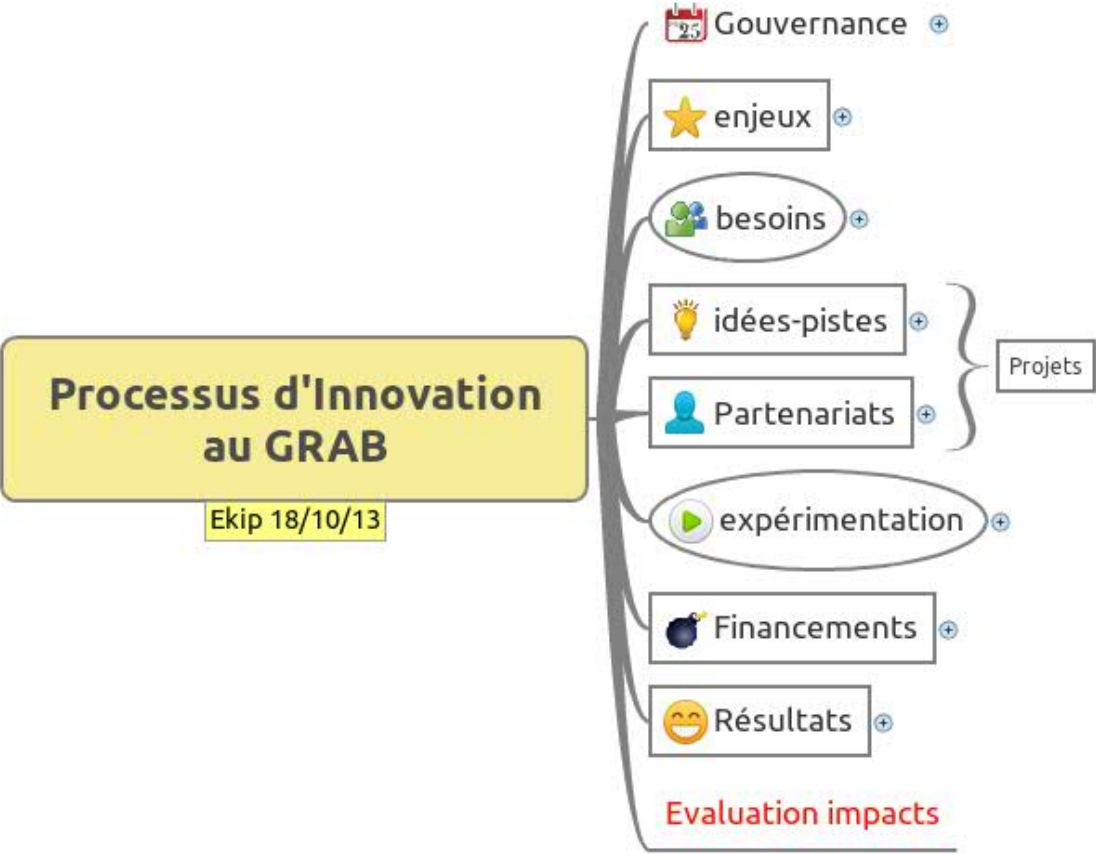 Gouvernance
enjeux
besoins
idées-pistes
Projets
Partenariats
Processus d'Innovation
au GRAB
Ekip 18/10/13
expérimentation
Financements
Résultats
Evaluation impacts
25